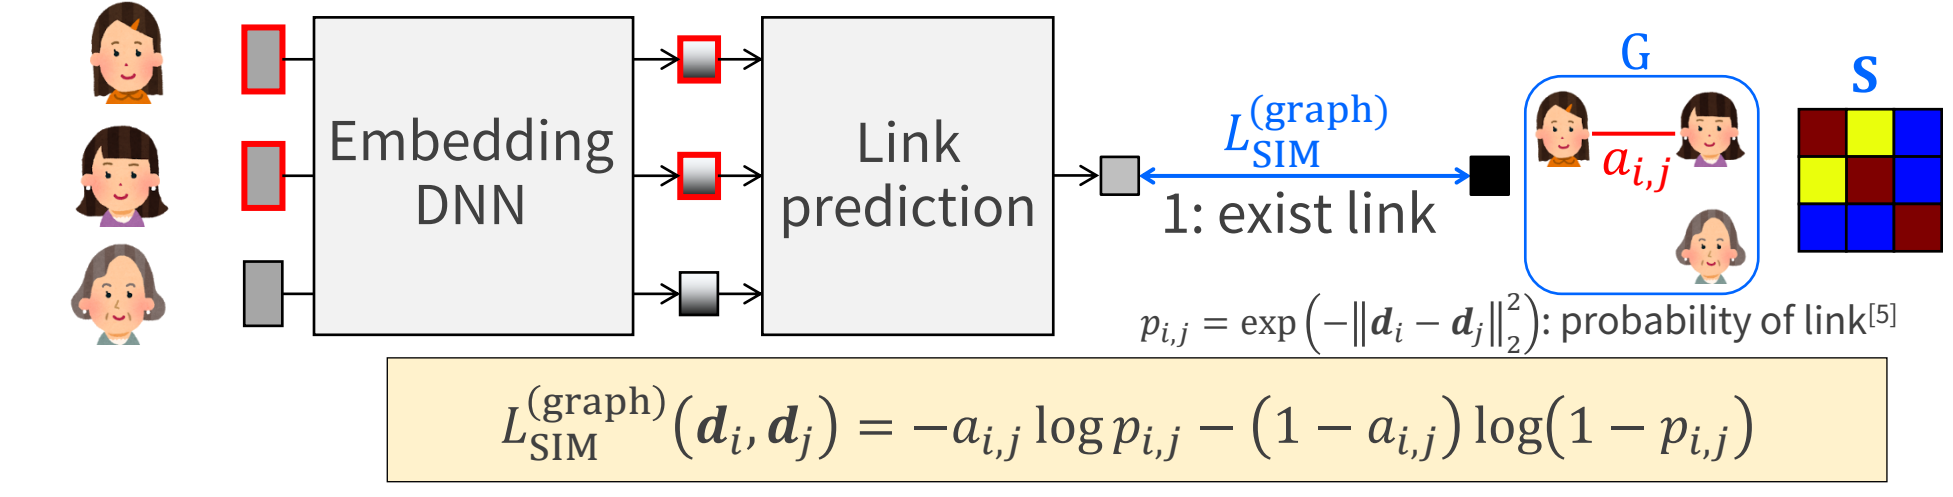 Embedding
DNN
Link
prediction
L_SIM^(graph)
1: exist link
G
a_{i,j}
S
p_{i,j} = exp(−‖d_i − d_j‖_2^2): probability of link[5]
L_SIM^(graph)(d_i, d_j) = −a_{i,j} log p_{i,j} − (1 − a_{i,j}) log(1 − p_{i,j})